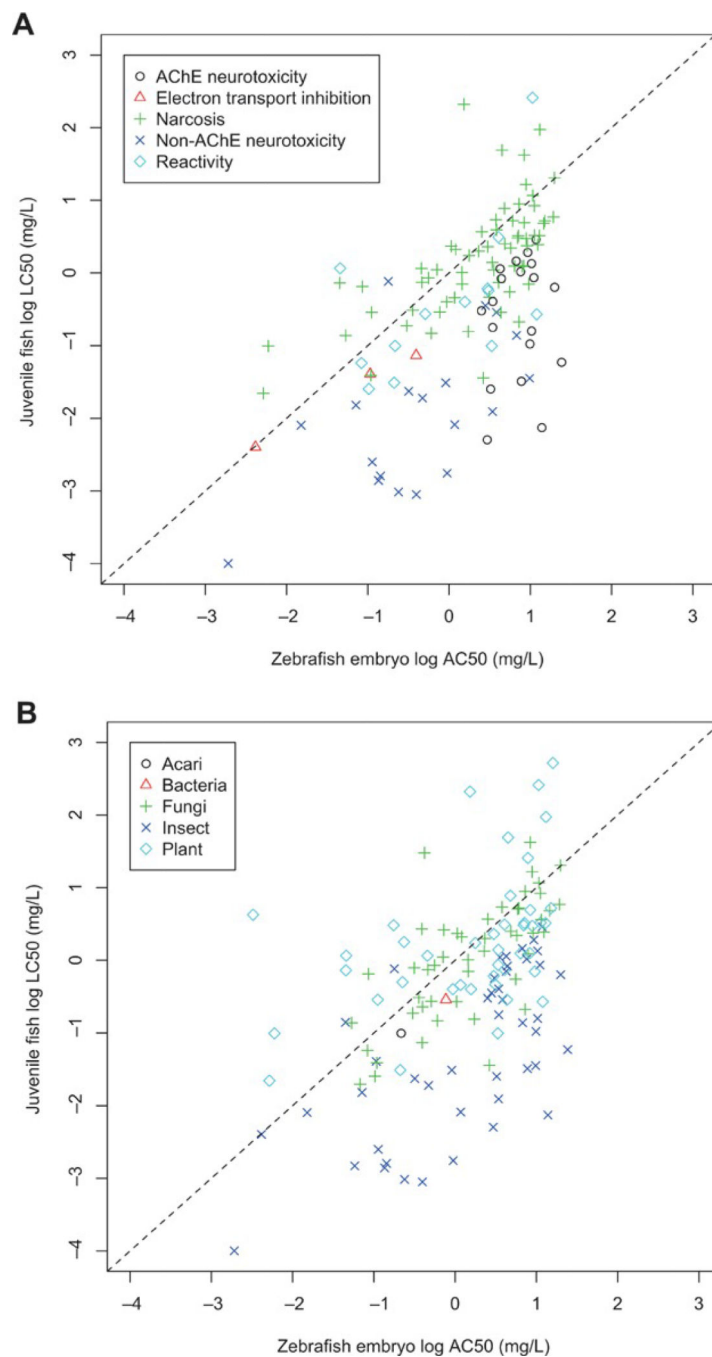 A
AChE neurotoxicity
Electron transport inhibition
Narcosis
Non-AChE neurotoxicity
Reactivity
3
2
1
0
–1
–2
–3
–4
Juvenile fish log LC50 (mg/L)
–4 –3 –2 –1 0 1 2 3
Zebrafish embryo log AC50 (mg/L)
B
Acari
Bacteria
Fungi
Insect
Plant
3
2
1
0
–1
–2
–3
–4
Juvenile fish log LC50 (mg/L)
–4 –3 –2 –1 0 1 2 3
Zebrafish embryo log AC50 (mg/L)